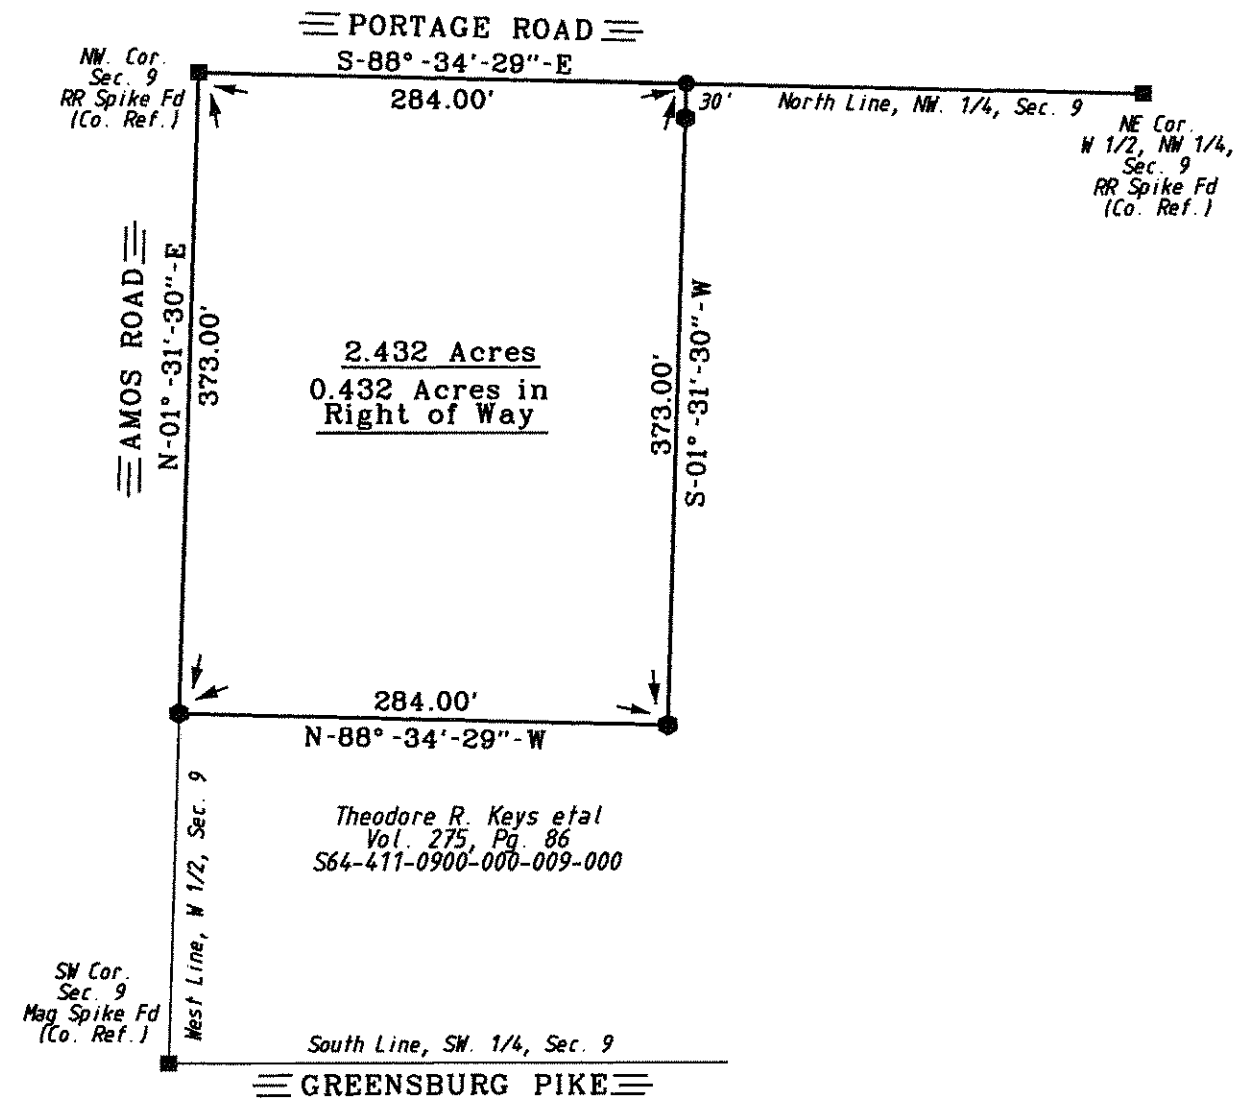 PORTAGE ROAD
S-88°-34'-29"-E
284.00'
NW. Cor.
Sec. 9
RR Spike Fd
(Co. Ref.)
30'
North Line, NW. 1/4, Sec. 9
NE Cor.
W 1/2, NW 1/4,
Sec. 9
RR Spike Fd
(Co. Ref.)
AMOS ROAD
N-01°-31'-30"-E
373.00'
2.432 Acres
0.432 Acres in
Right of Way
373.00'
S-01°-31'-30"-W
284.00'
N-88°-34'-29"-W
Theodore R. Keys etal
Vol. 275, Pg. 86
S64-411-0900-000-009-000
West Line, W 1/2, Sec. 9
SW Cor.
Sec. 9
Mag Spike Fd
(Co. Ref.)
South Line, SW. 1/4, Sec. 9
GREENSBURG PIKE